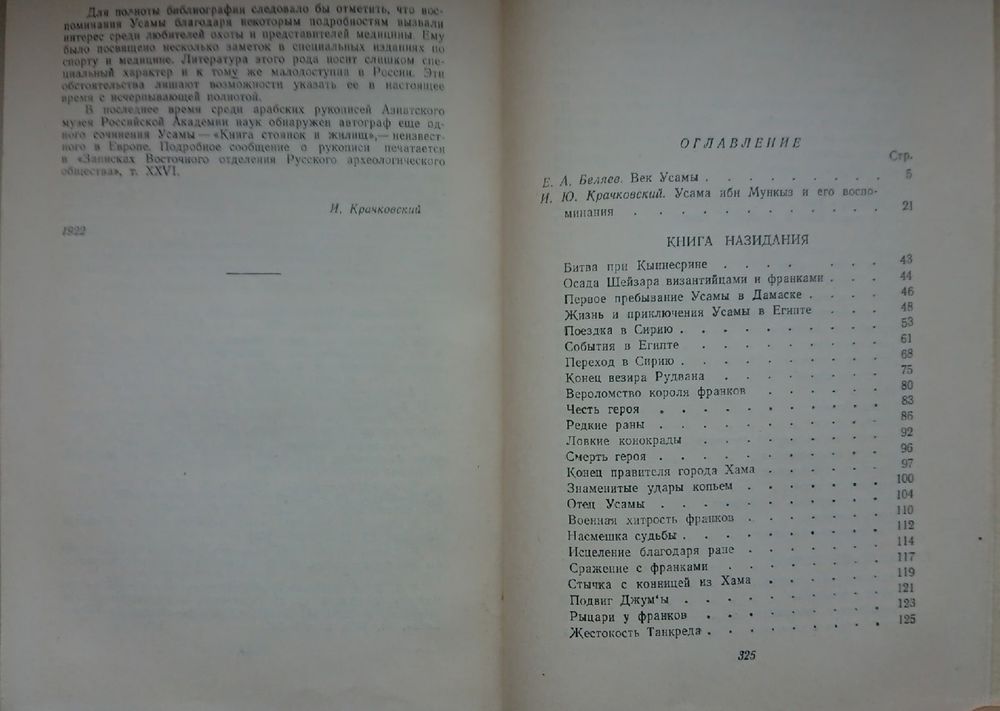 Для полноты библиографии следовало бы отметить, что вос-
поминания Усамы благодаря некоторым подробностям вызвали
интерес среди любителей охоты и представителей медицины. Ему
было посвящено несколько заметок в специальных изданиях по
спорту и медицине. Литература этого рода носит слишком спе-
циальный характер и к тому же малодоступна в России. Эти
обстоятельства лишают возможности указать ее в настоящее
время с исчерпывающей полнотой.
В последнее время среди арабских рукописей Азиатского
музея Российской Академии наук обнаружен автограф еще од-
ного сочинения Усамы — «Книга стоянок и жилищ»,— неизвест-
ного в Европе. Подробное сообщение о рукописи печатается
в «Записках Восточного отделения Русского археологического
общества», т. XXVI.
И. Крачковский
1922
ОГЛАВЛЕНИЕ
Стр.
Е. А. Беляев. Век Усамы . . . . . . . . . 5
И. Ю. Крачковский. Усама ибн Мункыз и его воспо-
минания . . . . . . . . . . . . 21
КНИГА НАЗИДАНИЯ
Битва при Кыннесрине . . . . . . . 43
Осада Шейзара византийцами и франками . . . 44
Первое пребывание Усамы в Дамаске . . . . 46
Жизнь и приключения Усамы в Египте . . . 48
Поездка в Сирию . . . . . . . . . 53
События в Египте . . . . . . . . 61
Переход в Сирию . . . . . . . . . 68
Конец везира Рудвана . . . . . . . 75
Вероломство короля франков . . . . . 80
Честь героя . . . . . . . . . 83
Редкие раны . . . . . . . . . 86
Ловкие конокрады . . . . . . . . 92
Смерть героя . . . . . . . . . 96
Конец правителя города Хама . . . . . 97
Знаменитые удары копьем . . . . . . 100
Отец Усамы . . . . . . . . . 104
Военная хитрость франков . . . . . . 110
Насмешка судьбы . . . . . . . . 112
Исцеление благодаря ране . . . . . . 114
Сражение с франками . . . . . . . 117
Стычка с конницей из Хама . . . . . 119
Подвиг Джум‘ы . . . . . . . . 121
Рыцари у франков . . . . . . . . 123
Жестокость Танкреда . . . . . . . 125
325